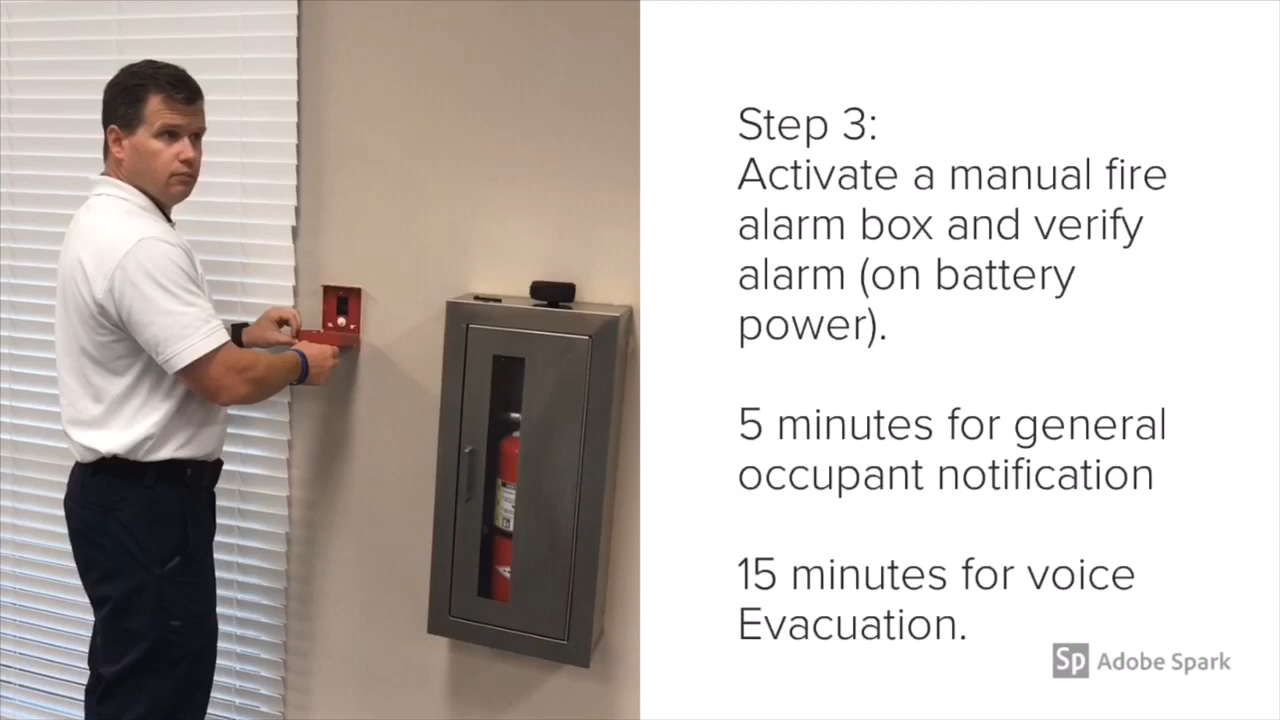 Step 3:
Activate a manual fire
alarm box and verify
alarm (on battery
power).
5 minutes for general
occupant notification
15 minutes for voice
Evacuation.
Sp Adobe Spark